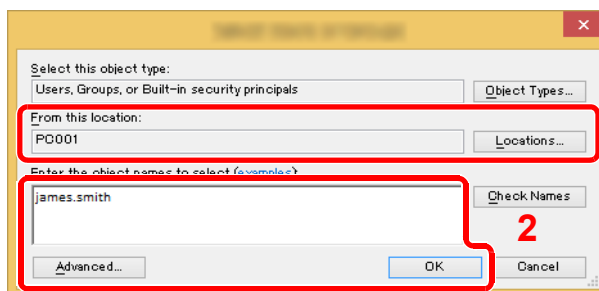 Select this object type:
Users, Groups, or Built-in security principals
Object Types...
From this location:
PC001
Locations...
Enter the object names to select (examples):
james.smith
Check Names
2
Advanced...
OK
Cancel